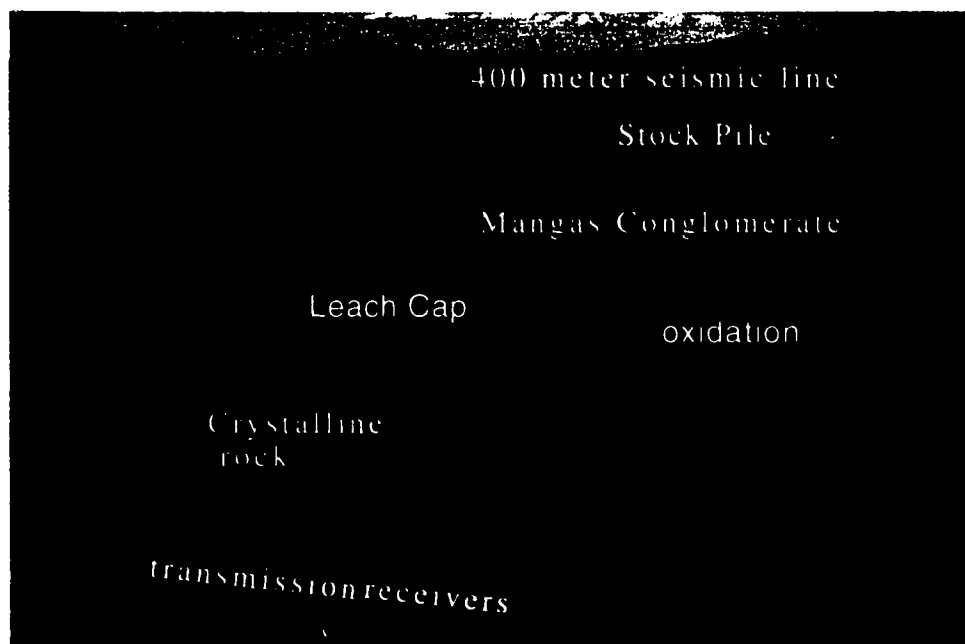 400 meter seismic line
Stock Pile
Mangas Conglomerate
Leach Cap
oxidation
Crystalline
rock
transmission receivers